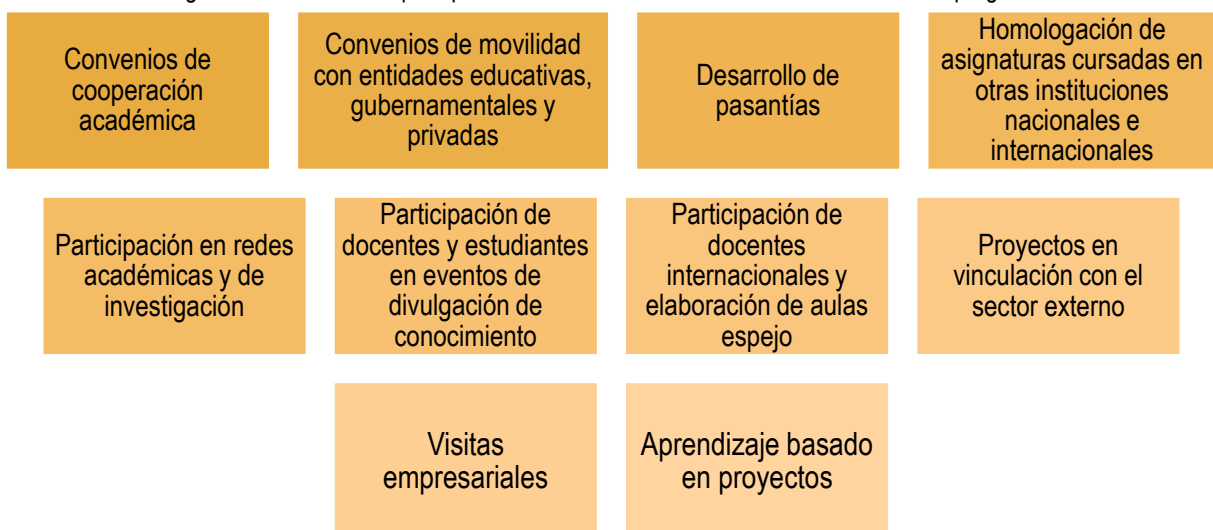 Convenios de
cooperación
académica
Convenios de movilidad
con entidades educativas,
gubernamentales y
privadas
Desarrollo de
pasantías
Homologación de
asignaturas cursadas en
otras instituciones
nacionales e
internacionales
Participación en redes
académicas y de
investigación
Participación de
docentes y estudiantes
en eventos de
divulgación de
conocimiento
Participación de
docentes
internacionales y
elaboración de aulas
espejo
Proyectos en
vinculación con el
sector externo
Visitas
empresariales
Aprendizaje basado
en proyectos